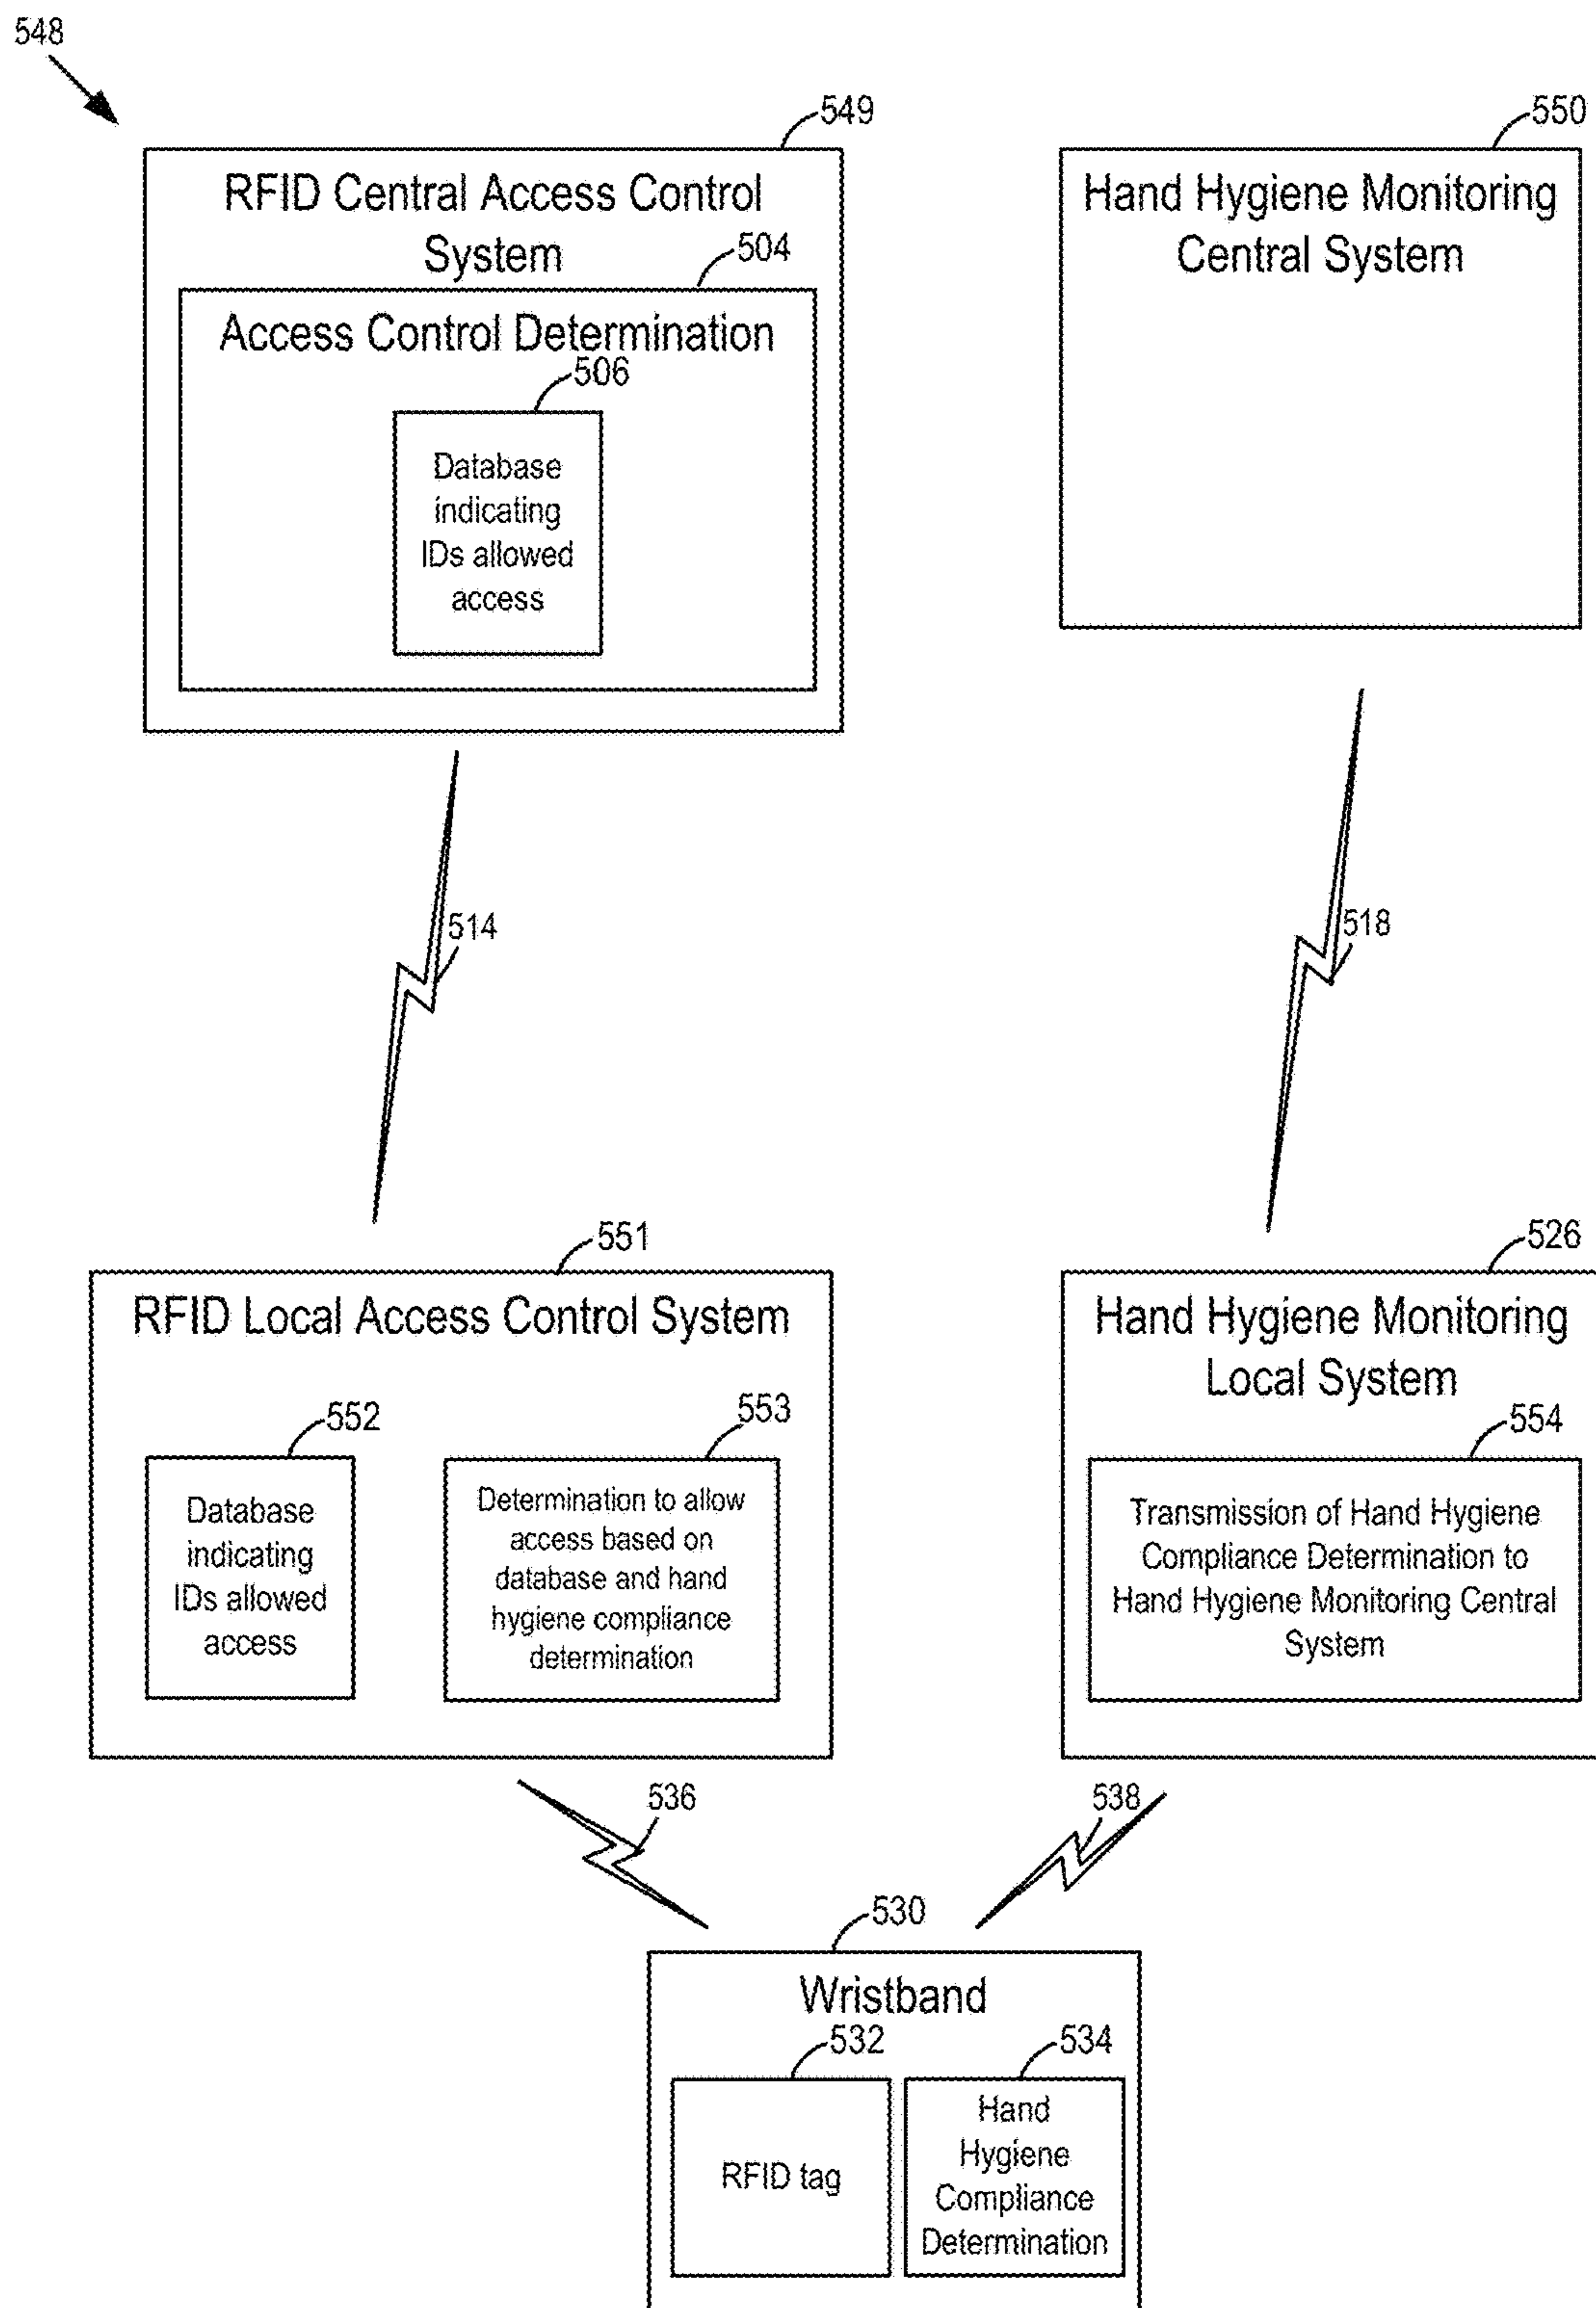 548
549
RFID Central Access Control
System
504
Access Control Determination
506
Database
indicating
IDs allowed
access
550
Hand Hygiene Monitoring
Central System
514
518
551
RFID Local Access Control System
552
Database
indicating
IDs allowed
access
553
Determination to allow
access based on
database and hand
hygiene compliance
determination
526
Hand Hygiene Monitoring
Local System
554
Transmission of Hand Hygiene
Compliance Determination to
Hand Hygiene Monitoring Central
System
536
538
530
Wristband
532
RFID tag
534
Hand
Hygiene
Compliance
Determination